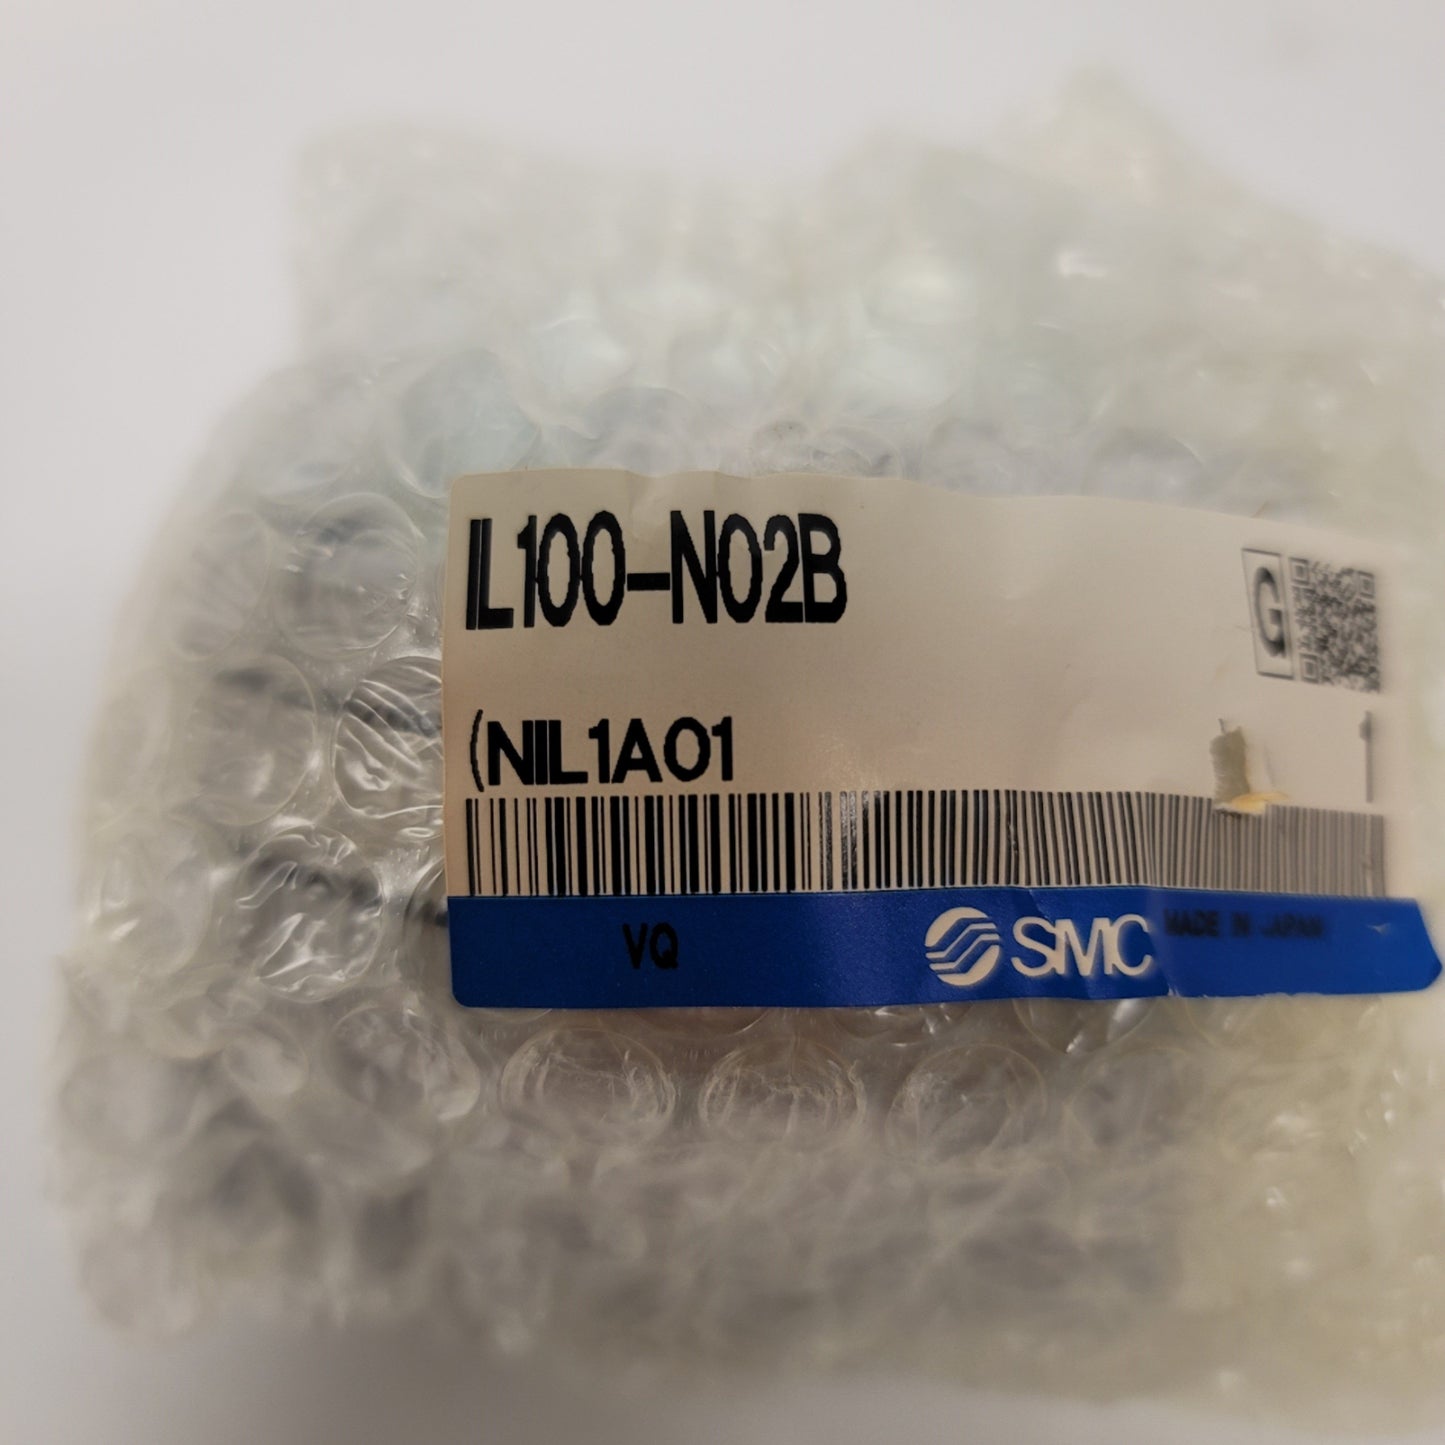 IL100-N02B
G
(NIL1A01
1
VQ
SMC
MADE IN JAPAN